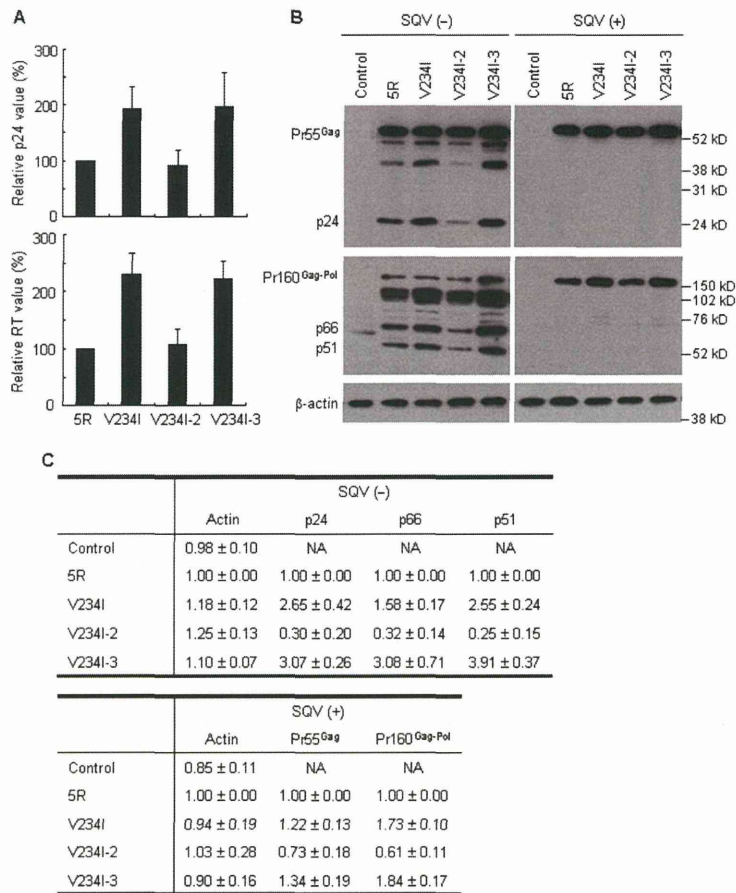 A
Relative p24 value (%)
300
200
100
0
Relative RT value (%)
300
200
100
0
5R V234I V234I-2 V234I-3
B
SQV (–) SQV (+)
Control 5R V234I V234I-2 V234I-3 Control 5R V234I V234I-2 V234I-3
Pr55Gag
p24
52 kD
38 kD
31 kD
24 kD
Pr160Gag-Pol
p66
p51
150 kD
102 kD
76 kD
52 kD
β-actin
38 kD
C
SQV (–)
Actin p24 p66 p51
Control 0.98 ± 0.10 NA NA NA
5R 1.00 ± 0.00 1.00 ± 0.00 1.00 ± 0.00 1.00 ± 0.00
V234I 1.18 ± 0.12 2.65 ± 0.42 1.58 ± 0.17 2.55 ± 0.24
V234I-2 1.25 ± 0.13 0.30 ± 0.20 0.32 ± 0.14 0.25 ± 0.15
V234I-3 1.10 ± 0.07 3.07 ± 0.26 3.08 ± 0.71 3.91 ± 0.37
SQV (+)
Actin Pr55Gag Pr160Gag-Pol
Control 0.85 ± 0.11 NA NA
5R 1.00 ± 0.00 1.00 ± 0.00 1.00 ± 0.00
V234I 0.94 ± 0.19 1.22 ± 0.13 1.73 ± 0.10
V234I-2 1.03 ± 0.28 0.73 ± 0.18 0.61 ± 0.11
V234I-3 0.90 ± 0.16 1.34 ± 0.19 1.84 ± 0.17